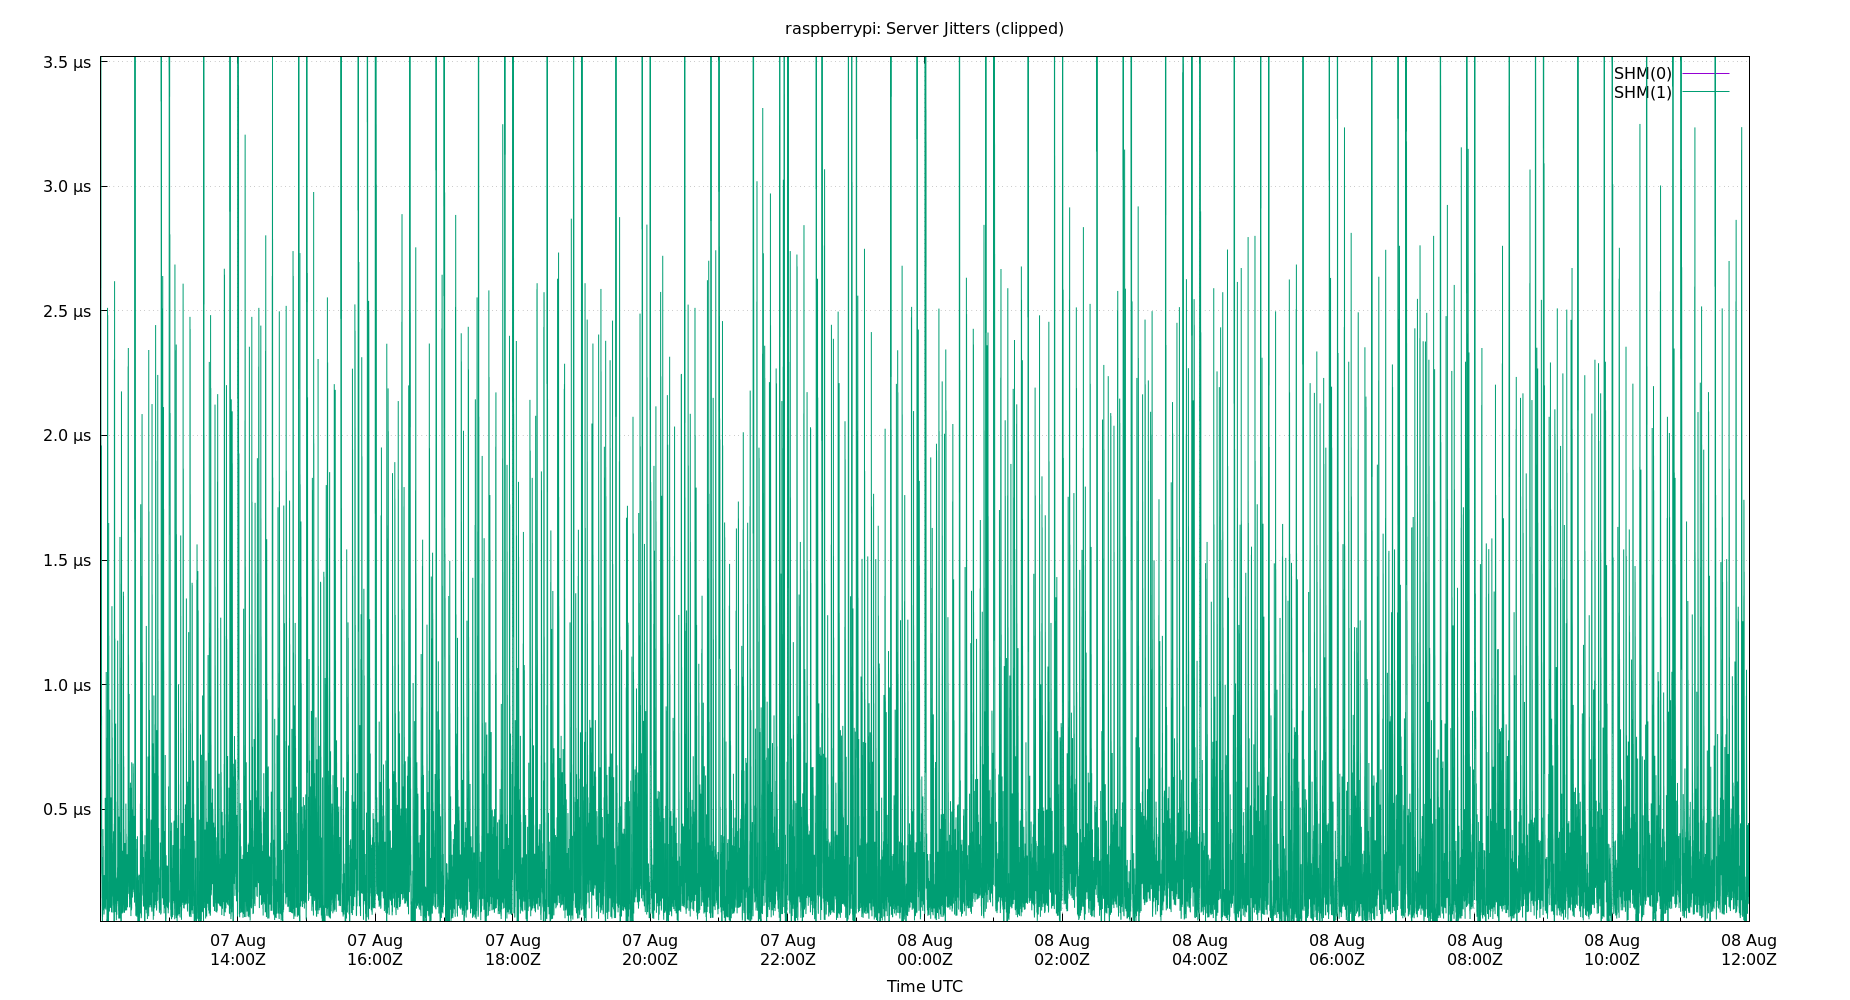 raspberrypi: Server Jitters (clipped)
3.5 µs
3.0 µs
2.5 µs
2.0 µs
1.5 µs
1.0 µs
0.5 µs
SHM(0)
SHM(1)
07 Aug
14:00Z
07 Aug
16:00Z
07 Aug
18:00Z
07 Aug
20:00Z
07 Aug
22:00Z
08 Aug
00:00Z
08 Aug
02:00Z
08 Aug
04:00Z
08 Aug
06:00Z
08 Aug
08:00Z
08 Aug
10:00Z
08 Aug
12:00Z
Time UTC